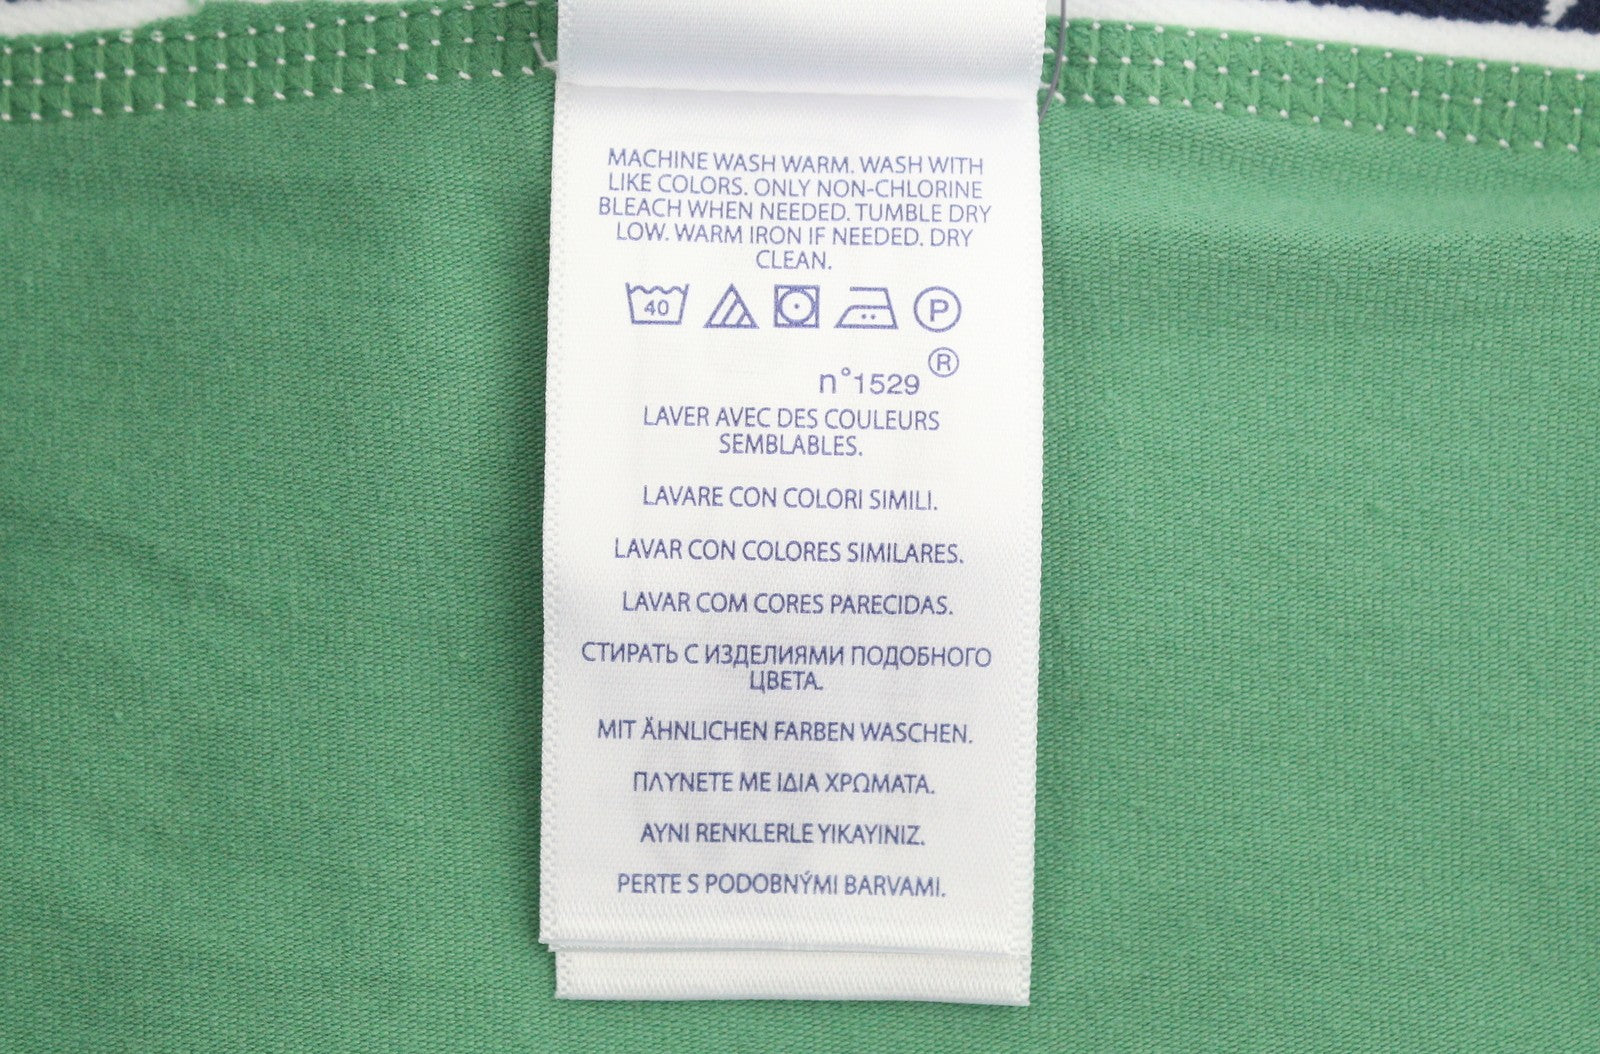 MACHINE WASH WARM. WASH WITH
LIKE COLORS. ONLY NON-CHLORINE
BLEACH WHEN NEEDED. TUMBLE DRY
LOW. WARM IRON IF NEEDED. DRY
CLEAN.
40 P
n°1529 ®
LAVER AVEC DES COULEURS
SEMBLABLES.
LAVARE CON COLORI SIMILI.
LAVAR CON COLORES SIMILARES.
LAVAR COM CORES PARECIDAS.
СТИРАТЬ С ИЗДЕЛИЯМИ ПОДОБНОГО
ЦВЕТА.
MIT ÄHNLICHEN FARBEN WASCHEN.
ΠΛΥΝΕΤΕ ΜΕ ΙΔΙΑ ΧΡΩΜΑΤΑ.
AYNI RENKLERLE YIKAYINIZ.
PERTE S PODOBNÝMI BARVAMI.